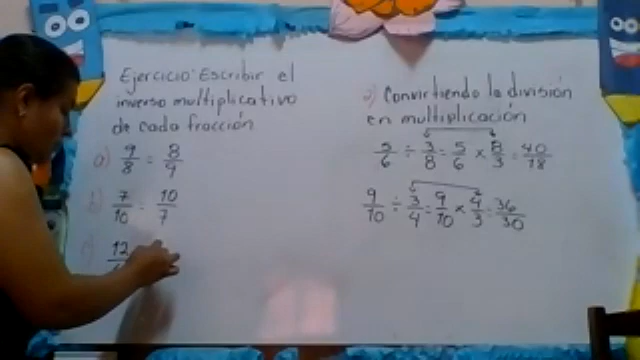 Ejercicio: Escribir el
inverso multiplicativo
de cada fracción
a) 9/8 = 8/9
b) 7/10 = 10/7
c) 12
2) Convirtiendo la división
en multiplicación
5/6 ÷ 3/8 = 5/6 × 8/3 = 40/18
9/10 ÷ 3/4 = 9/10 × 4/3 = 36/30